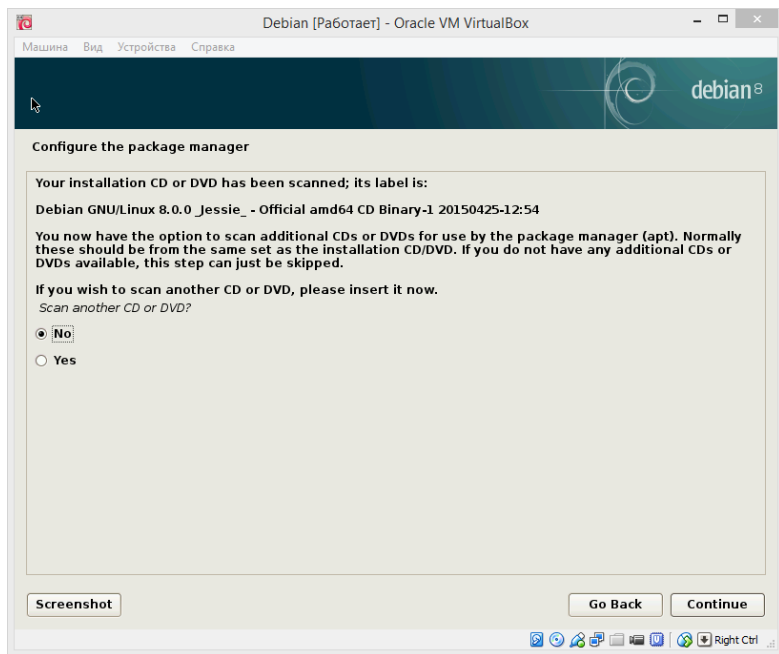 Debian [Работает] - Oracle VM VirtualBox
Машина Вид Устройства Справка
debian 8
Configure the package manager
Your installation CD or DVD has been scanned; its label is:
Debian GNU/Linux 8.0.0 _Jessie_ - Official amd64 CD Binary-1 20150425-12:54
You now have the option to scan additional CDs or DVDs for use by the package manager (apt). Normally
these should be from the same set as the installation CD/DVD. If you do not have any additional CDs or
DVDs available, this step can just be skipped.
If you wish to scan another CD or DVD, please insert it now.
Scan another CD or DVD?
No
Yes
Screenshot Go Back Continue
Right Ctrl